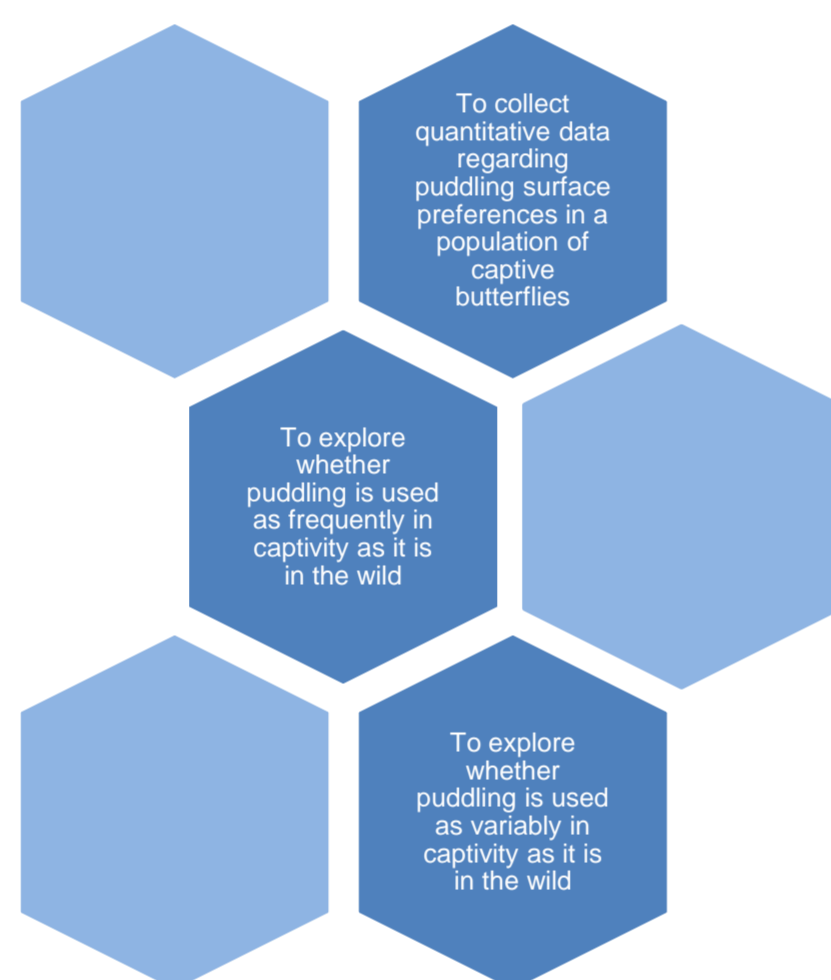 To collect
quantitative data
regarding
puddling surface
preferences in a
population of
captive
butterflies
To explore
whether
puddling is used
as frequently in
captivity as it is
in the wild
To explore
whether
puddling is used
as variably in
captivity as it is
in the wild